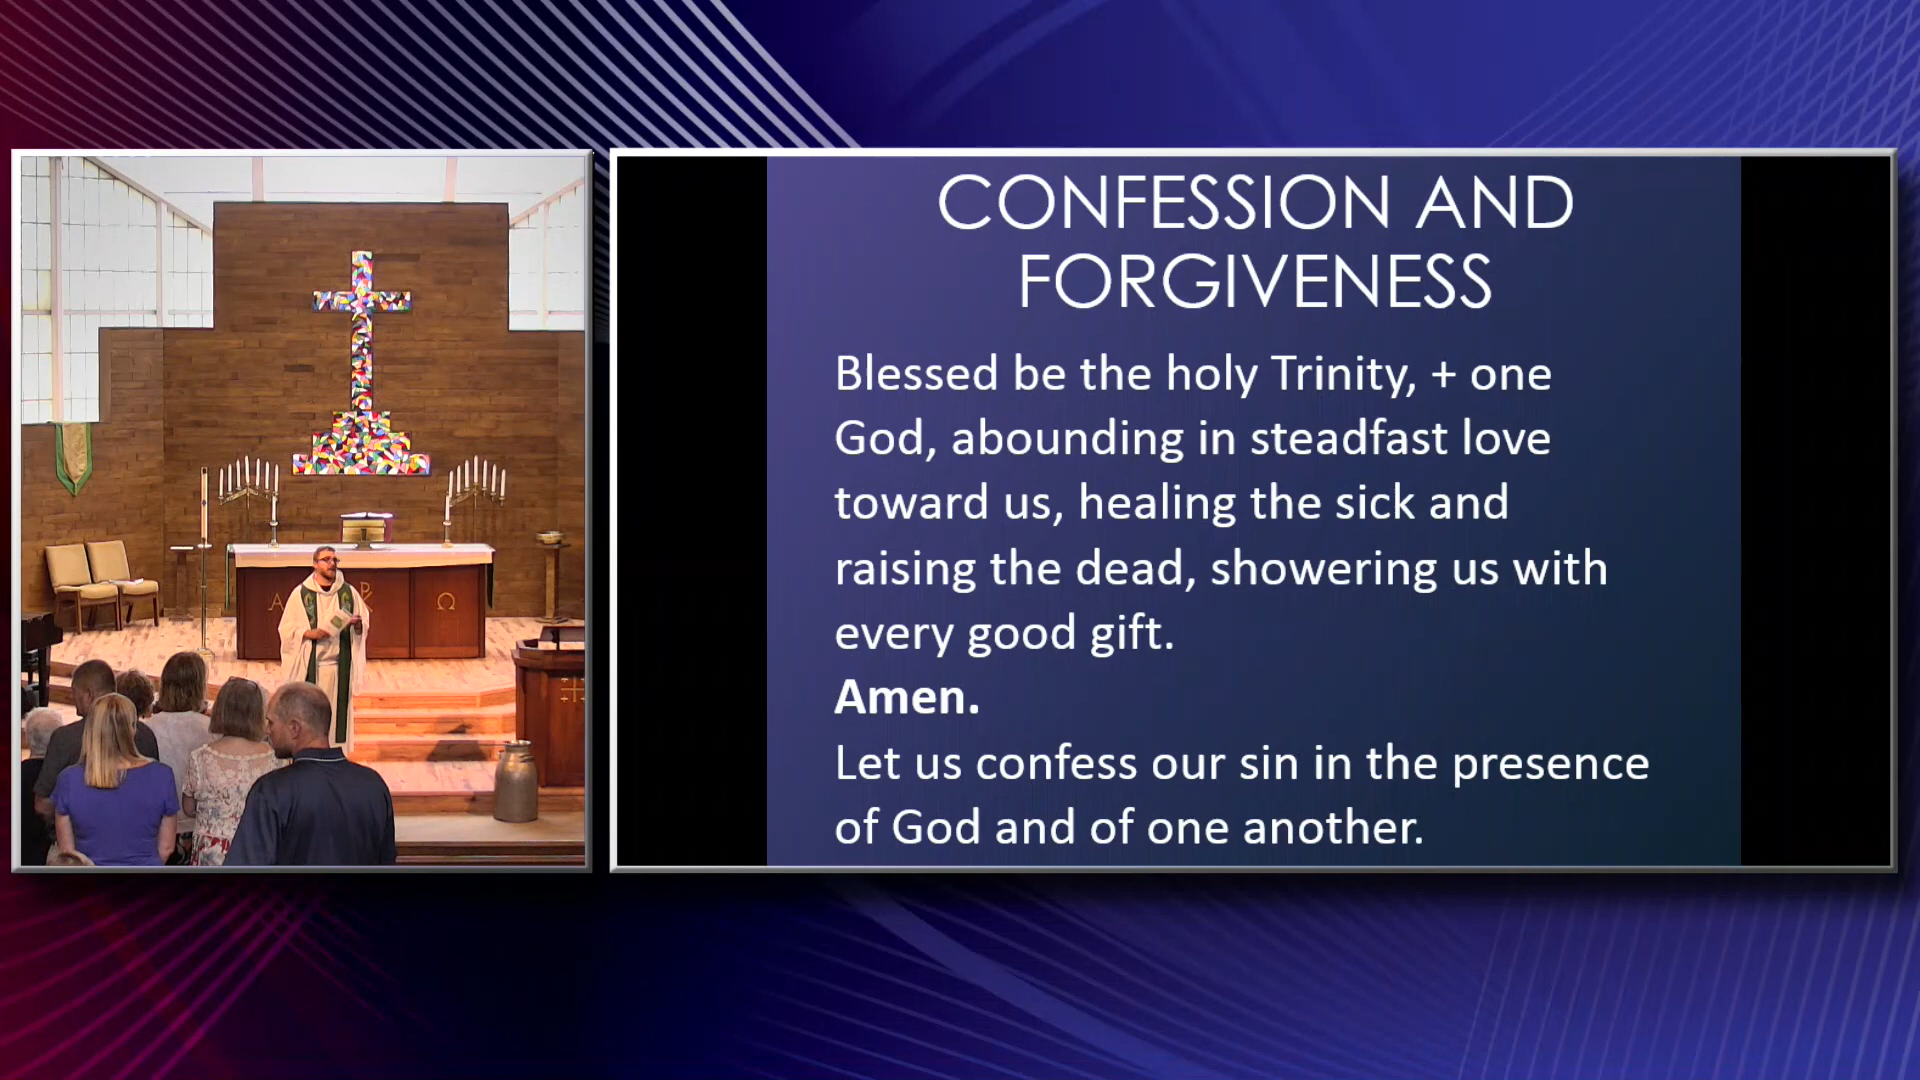 CONFESSION AND
FORGIVENESS
Blessed be the holy Trinity, + one
God, abounding in steadfast love
toward us, healing the sick and
raising the dead, showering us with
every good gift.
Amen.
Let us confess our sin in the presence
of God and of one another.
A
Ω